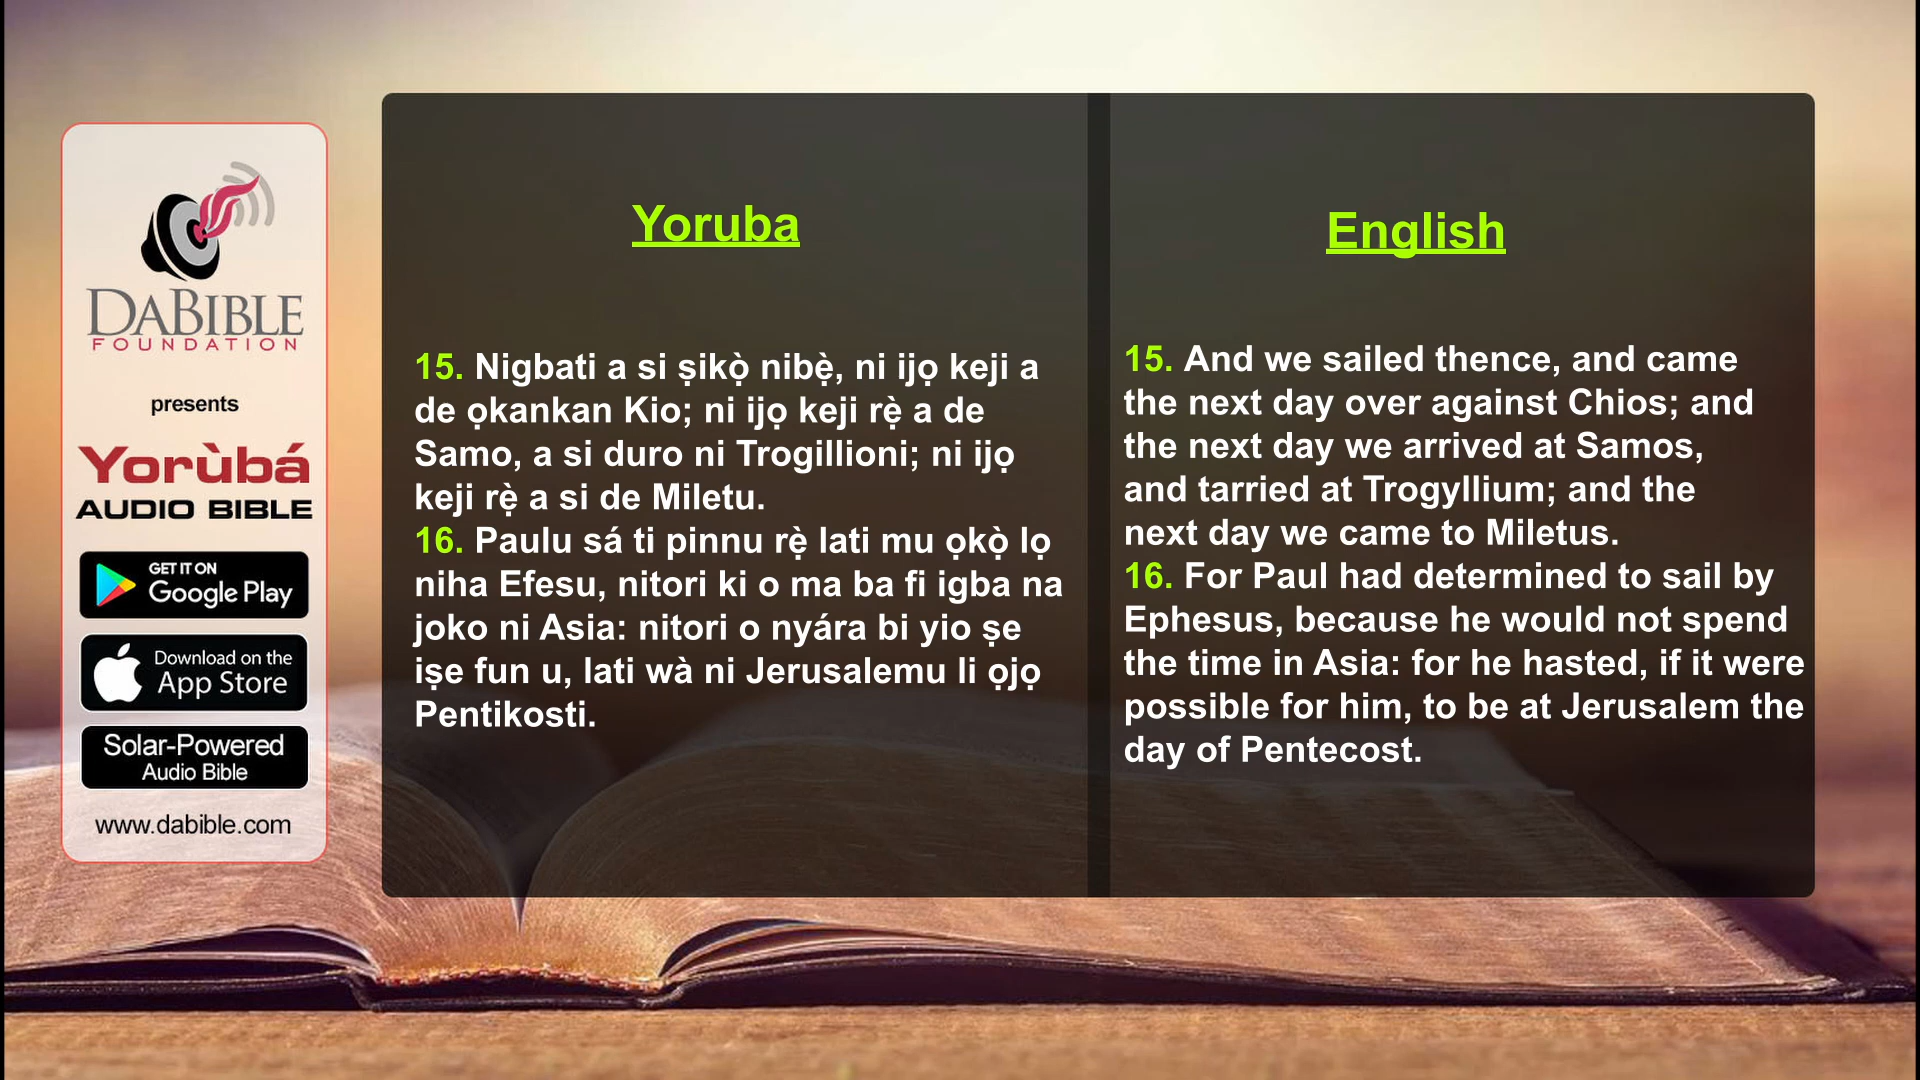 DABIBLE
FOUNDATION
presents
Yorùbá
AUDIO BIBLE
GET IT ON
Google Play
Download on the
App Store
Solar-Powered
Audio Bible
www.dabible.com
Yoruba
15. Nigbati a si ṣikọ̀ nibẹ̀, ni ijọ keji a
de ọkankan Kio; ni ijọ keji rẹ̀ a de
Samo, a si duro ni Trogillioni; ni ijọ
keji rẹ̀ a si de Miletu.
16. Paulu sá ti pinnu rẹ̀ lati mu ọkọ̀ lọ
niha Efesu, nitori ki o ma ba fi igba na
joko ni Asia: nitori o nyára bi yio ṣe
iṣe fun u, lati wà ni Jerusalemu li ọjọ
Pentikosti.
English
15. And we sailed thence, and came
the next day over against Chios; and
the next day we arrived at Samos,
and tarried at Trogyllium; and the
next day we came to Miletus.
16. For Paul had determined to sail by
Ephesus, because he would not spend
the time in Asia: for he hasted, if it were
possible for him, to be at Jerusalem the
day of Pentecost.